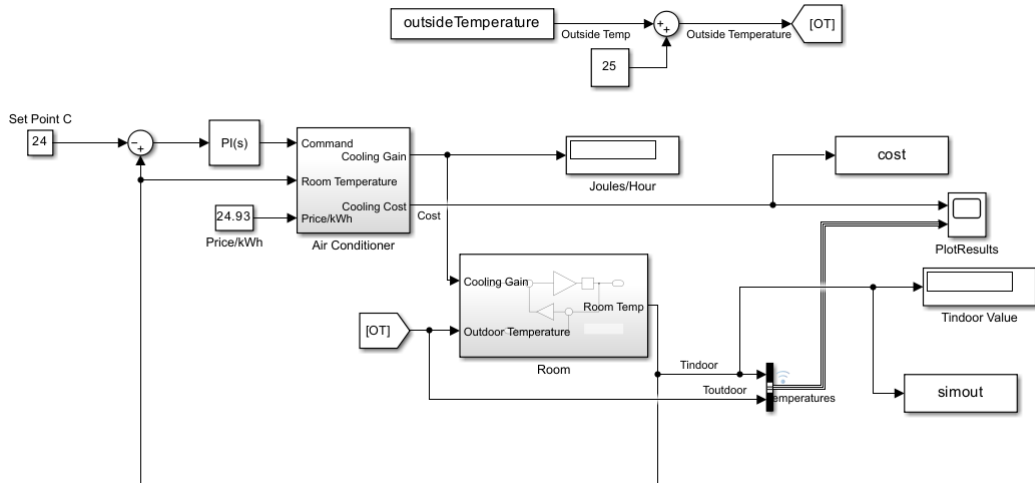 outsideTemperature
Outside Temp
+
+
Outside Temperature
[OT]
25
Set Point C
24
−
+
PI(s)
Command
Cooling Gain
Room Temperature
Cooling Cost
Price/kWh
Air Conditioner
24.93
Price/kWh
Joules/Hour
Cost
cost
PlotResults
Cooling Gain
Room Temp
Outdoor Temperature
Room
[OT]
Tindoor
Toutdoor
emperatures
Tindoor Value
simout